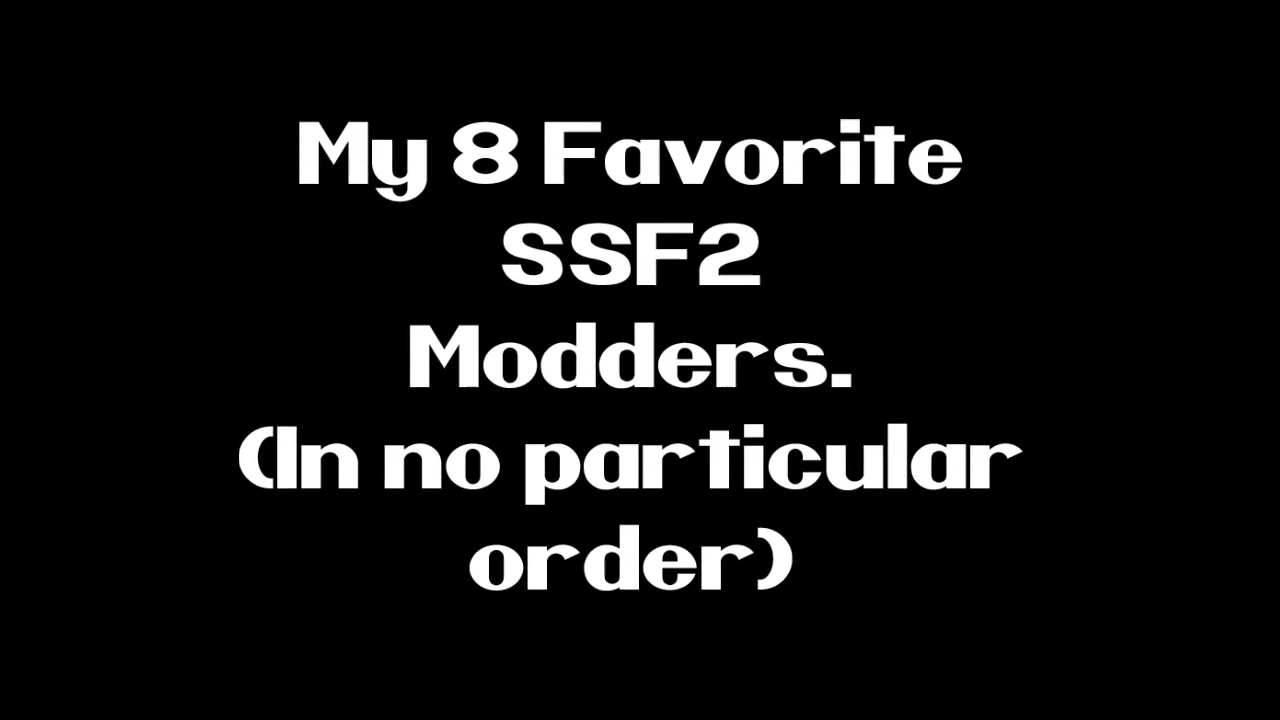 My 8 Favorite
SSF2
Modders.
(In no particular
order)